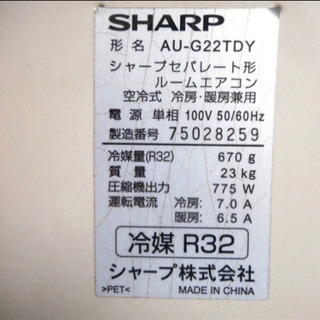 SHARP
形 名 AU-G22TDY
シャープセパレート形
ルームエアコン
空冷式 冷房・暖房兼用
電 源 単相 100V 50/60Hz
製造番号 75028259
冷媒量(R32) 670 g
質 量 23 kg
圧縮機出力 775 W
運転電流 冷房: 7.0 A
暖房: 6.5 A
冷媒 R32
シャープ株式会社
>PET< MADE IN CHINA